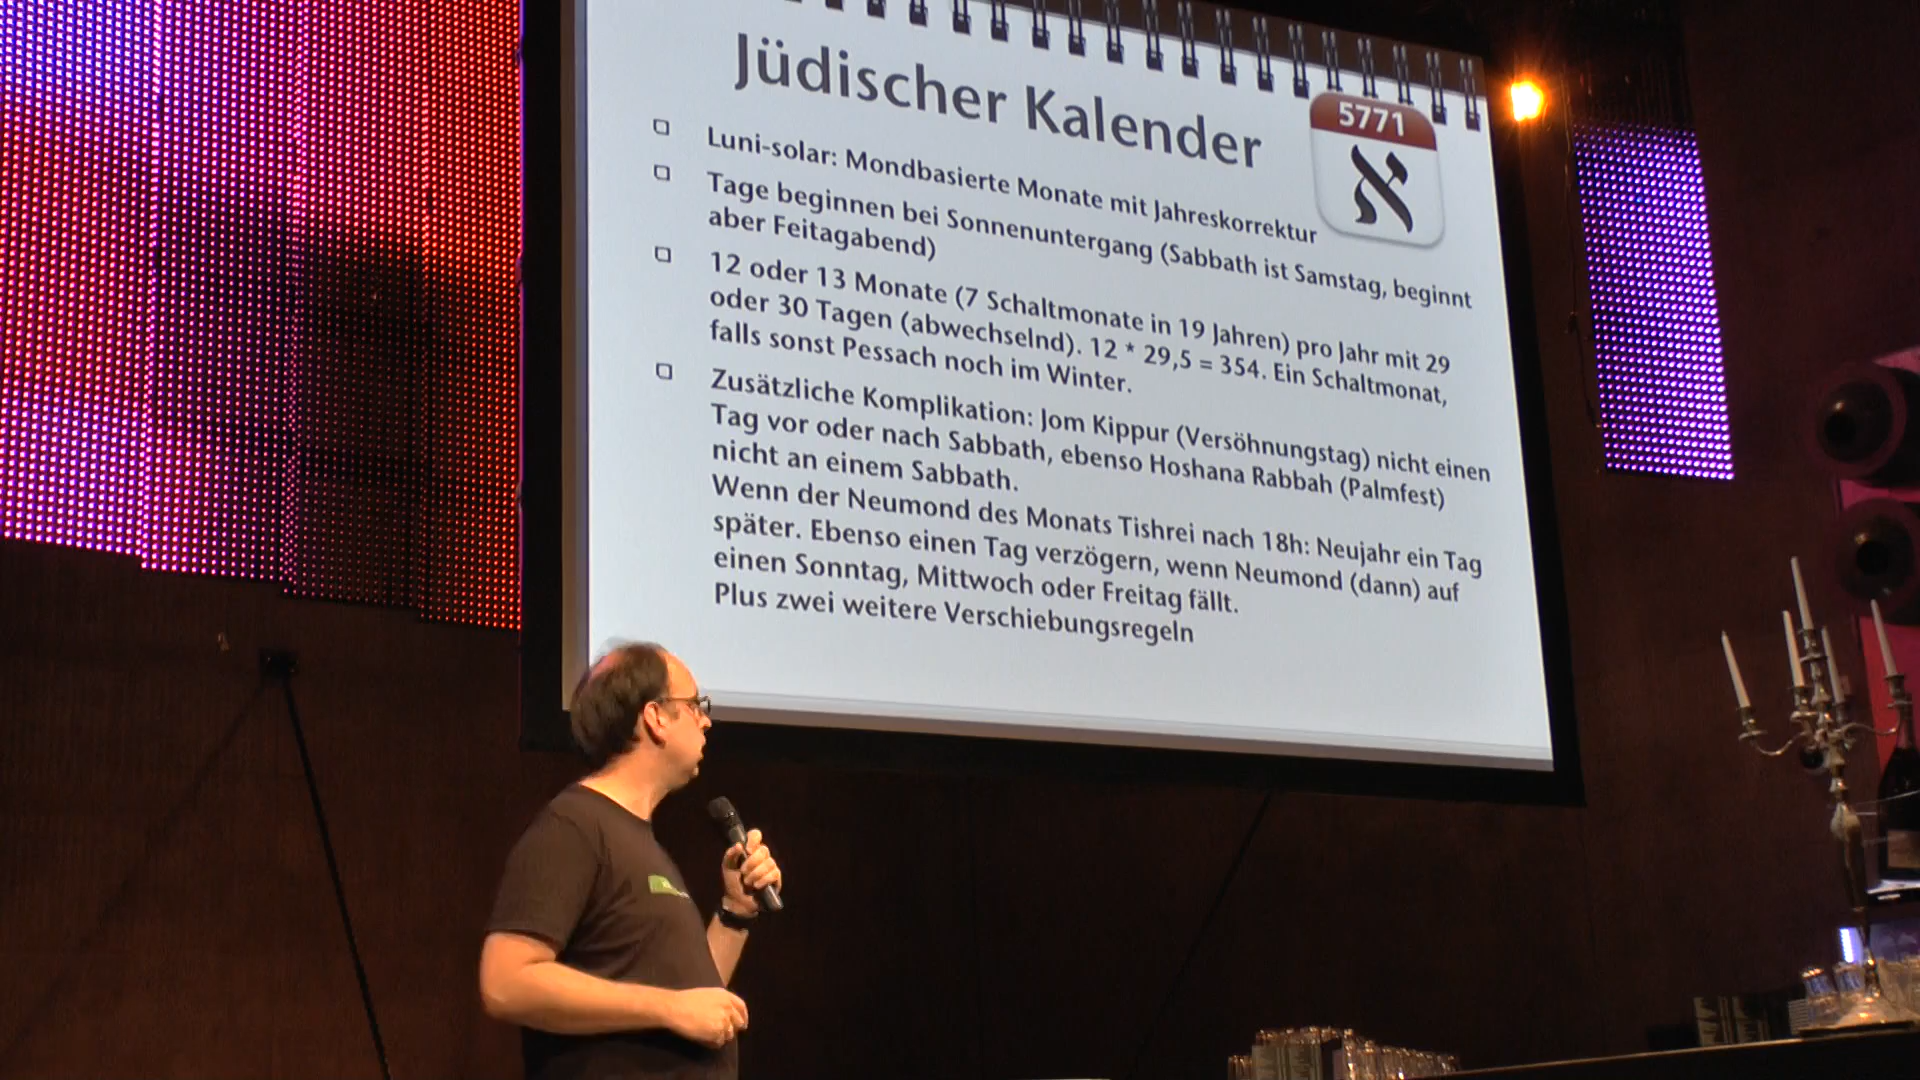 Jüdischer Kalender
5771
א
Luni-solar: Mondbasierte Monate mit Jahreskorrektur
Tage beginnen bei Sonnenuntergang (Sabbath ist Samstag, beginnt
aber Feitagabend)
12 oder 13 Monate (7 Schaltmonate in 19 Jahren) pro Jahr mit 29
oder 30 Tagen (abwechselnd). 12 * 29,5 = 354. Ein Schaltmonat,
falls sonst Pessach noch im Winter.
Zusätzliche Komplikation: Jom Kippur (Versöhnungstag) nicht einen
Tag vor oder nach Sabbath, ebenso Hoshana Rabbah (Palmfest)
nicht an einem Sabbath.
Wenn der Neumond des Monats Tishrei nach 18h: Neujahr ein Tag
später. Ebenso einen Tag verzögern, wenn Neumond (dann) auf
einen Sonntag, Mittwoch oder Freitag fällt.
Plus zwei weitere Verschiebungsregeln